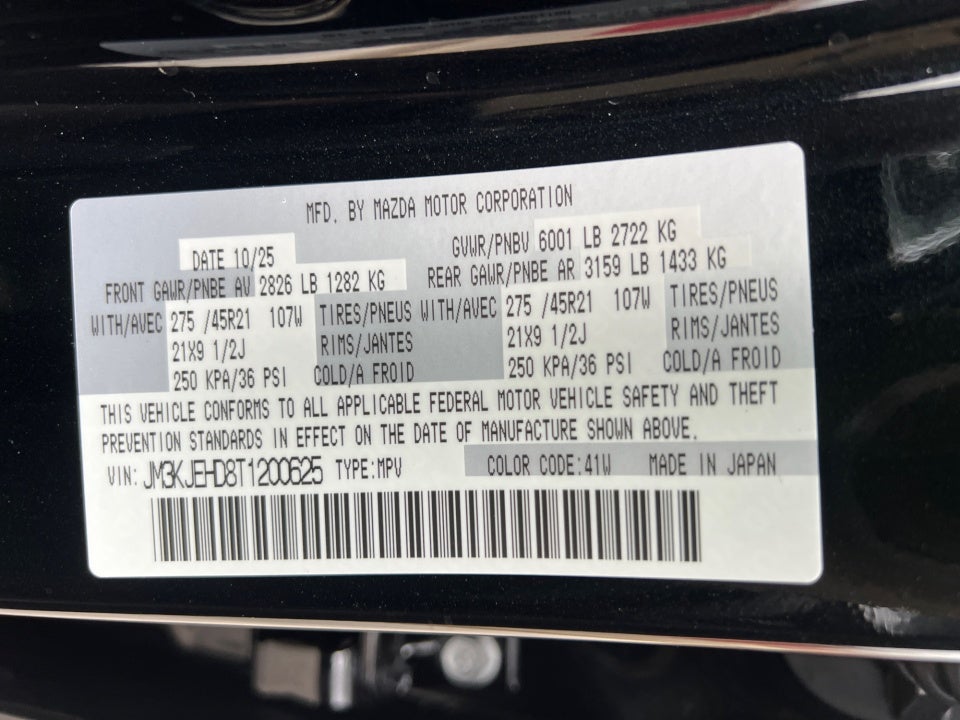 MFD. BY MAZDA MOTOR CORPORATION
DATE 10/25 GVWR/PNBV 6001 LB 2722 KG
FRONT GAWR/PNBE AV 2826 LB 1282 KG REAR GAWR/PNBE AR 3159 LB 1433 KG
WITH/AVEC 275 /45R21 107W TIRES/PNEUS WITH/AVEC 275 /45R21 107W TIRES/PNEUS
21X9 1/2J RIMS/JANTES 21X9 1/2J RIMS/JANTES
250 KPA/36 PSI COLD/A FROID 250 KPA/36 PSI COLD/A FROID
THIS VEHICLE CONFORMS TO ALL APPLICABLE FEDERAL MOTOR VEHICLE SAFETY AND THEFT
PREVENTION STANDARDS IN EFFECT ON THE DATE OF MANUFACTURE SHOWN ABOVE.
VIN: JM3KJEHD8T1200625 TYPE:MPV COLOR CODE:41W MADE IN JAPAN